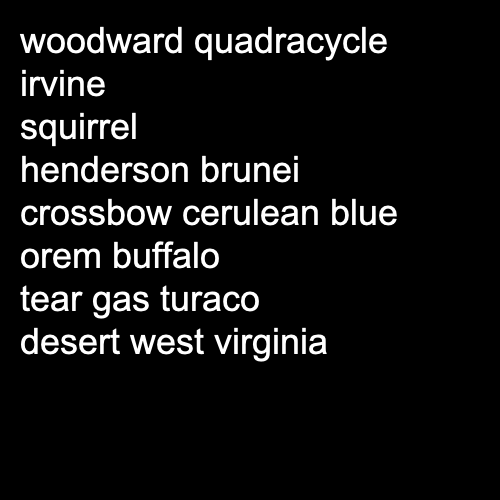 woodward quadracycle
irvine
squirrel
henderson brunei
crossbow cerulean blue
orem buffalo
tear gas turaco
desert west virginia